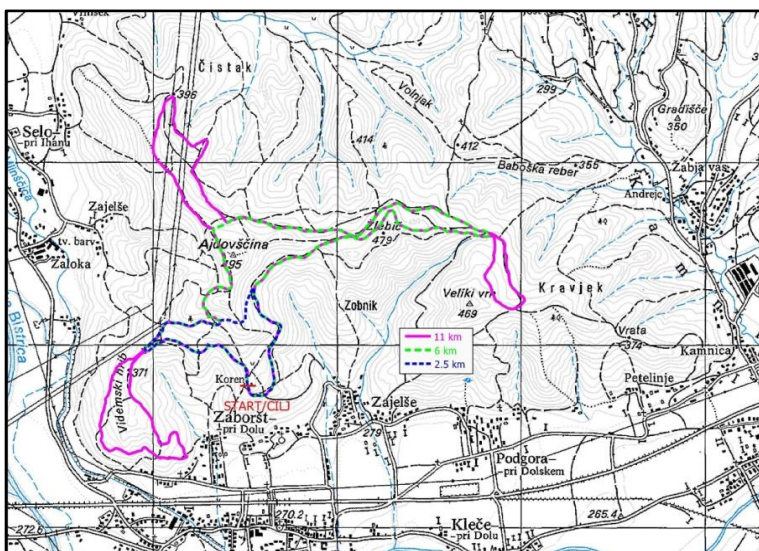 Vihšek
Čistak
396
Volnjak
299
Gradišče
350
Selo-
pri Ihanu
414
412
Baboška reber
355
Žabja vas
Andrejc
Zajelše
tv. barv
Zaloka
Ajdovščina
495
Žlebič
479
Kravjek
Veliki vrh
469
Zobnik
Bistrica
11 km
6 km
2.5 km
Vrata
374
Kamnica
371
Vidernski hrib
Koren
START/CILJ
Petelinje
Zaboršt-
pri Dolu
Zajelše
279
Podgora-
pri Dolskem
272.6
270.2
265.4
Kleče-
pri Dolu